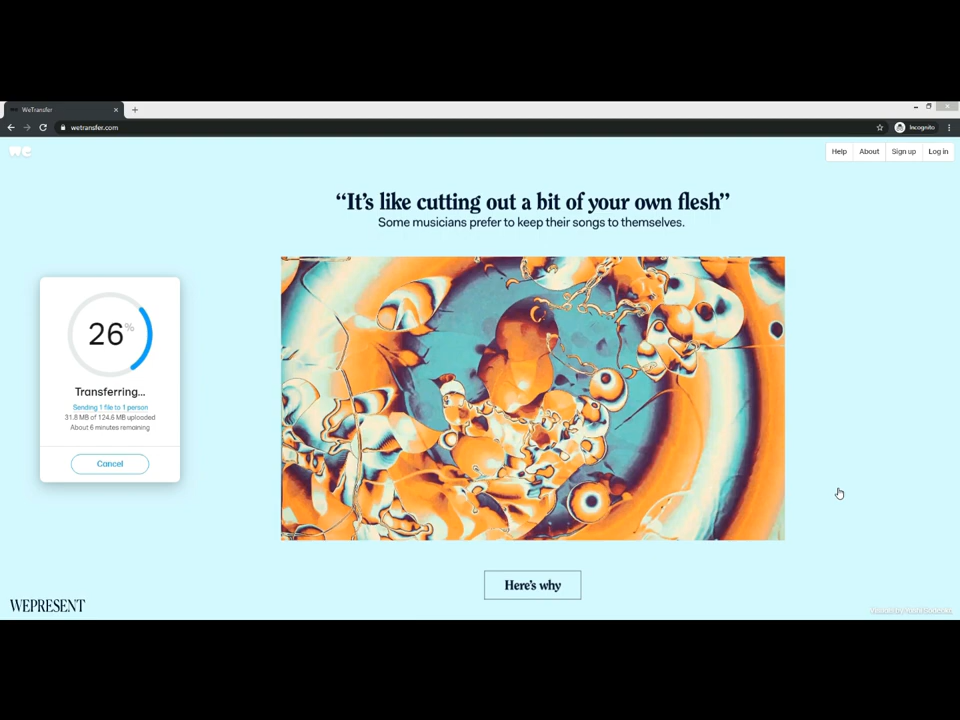 WeTransfer
wetransfer.com
Incognito
we
Help
About
Sign up
Log in
“It’s like cutting out a bit of your own flesh”
Some musicians prefer to keep their songs to themselves.
26%
Transferring...
Sending 1 file to 1 person
31.8 MB of 124.6 MB uploaded
About 6 minutes remaining
Cancel
Here’s why
WEPRESENT